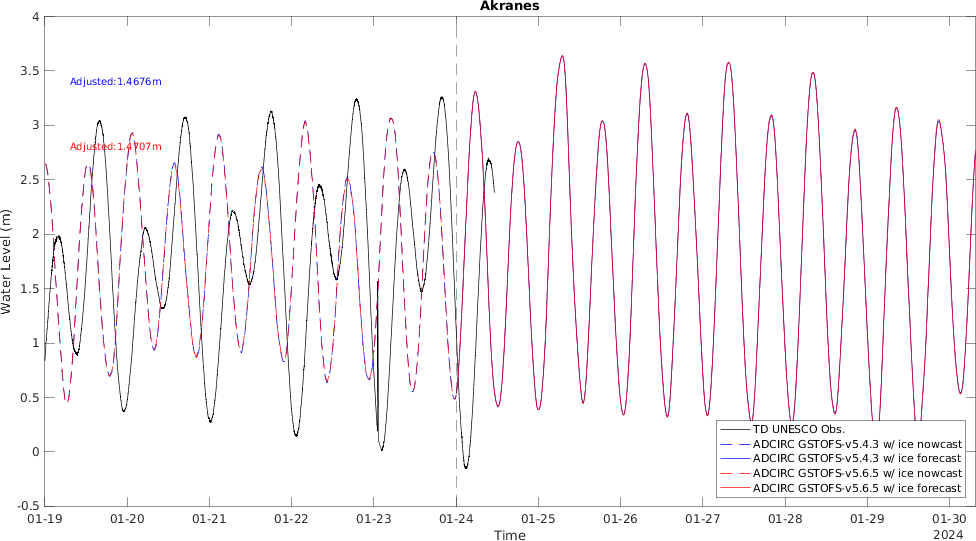 Akranes
4
3.5
3
2.5
2
1.5
1
0.5
0
-0.5
Water Level (m)
Adjusted:1.4676m
Adjusted:1.4707m
TD UNESCO Obs.
ADCIRC GSTOFS-v5.4.3 w/ ice nowcast
ADCIRC GSTOFS-v5.4.3 w/ ice forecast
ADCIRC GSTOFS-v5.6.5 w/ ice nowcast
ADCIRC GSTOFS-v5.6.5 w/ ice forecast
01-19 01-20 01-21 01-22 01-23 01-24 01-25 01-26 01-27 01-28 01-29 01-30
Time
2024